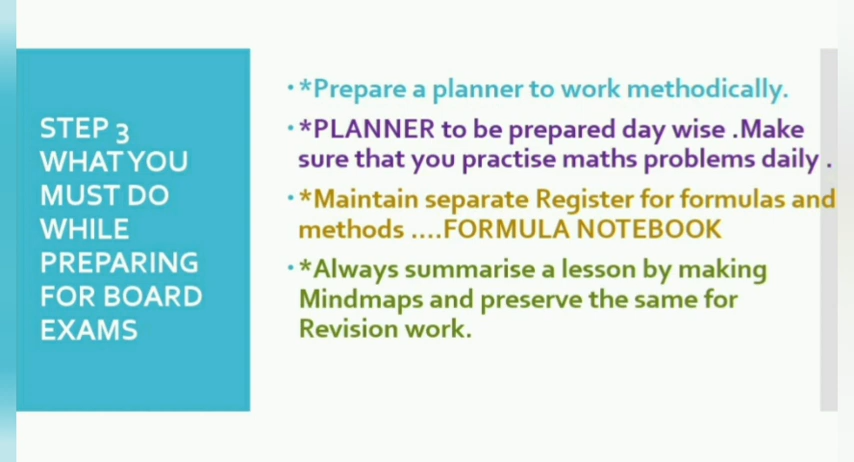 STEP 3
WHAT YOU
MUST DO
WHILE
PREPARING
FOR BOARD
EXAMS
• *Prepare a planner to work methodically.
• *PLANNER to be prepared day wise .Make
sure that you practise maths problems daily .
• *Maintain separate Register for formulas and
methods ....FORMULA NOTEBOOK
• *Always summarise a lesson by making
Mindmaps and preserve the same for
Revision work.